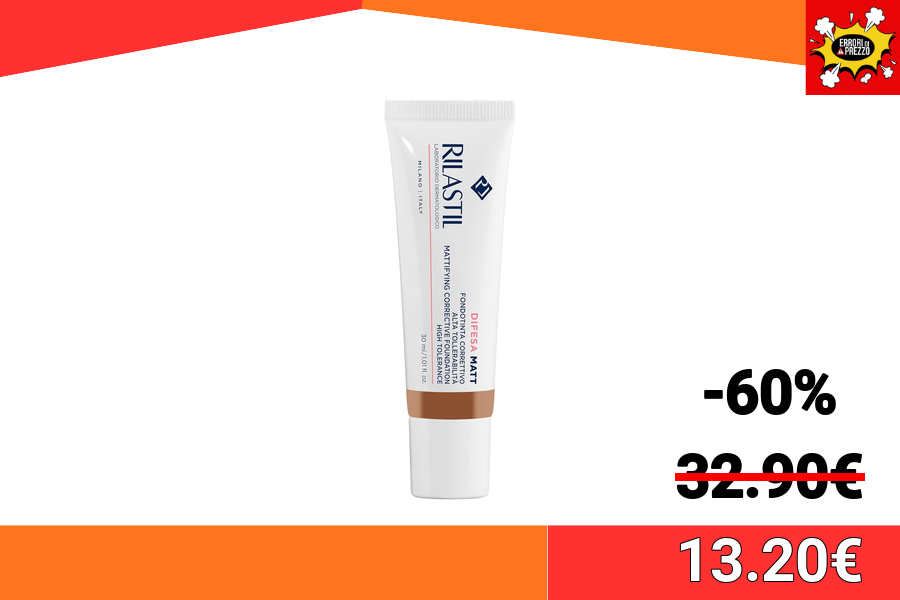 ERRORI DI
PREZZO
RILASTIL
LABORATORIO DERMATOLOGICO
MILANO | ITALY
DIFESA MATT
FONDOTINTA CORRETTIVO
ALTA TOLLERABILITÀ
MATTIFYING CORRECTIVE FOUNDATION
HIGH TOLERANCE
30 ml/1.01 fl. oz.
-60%
32.90€
13.20€